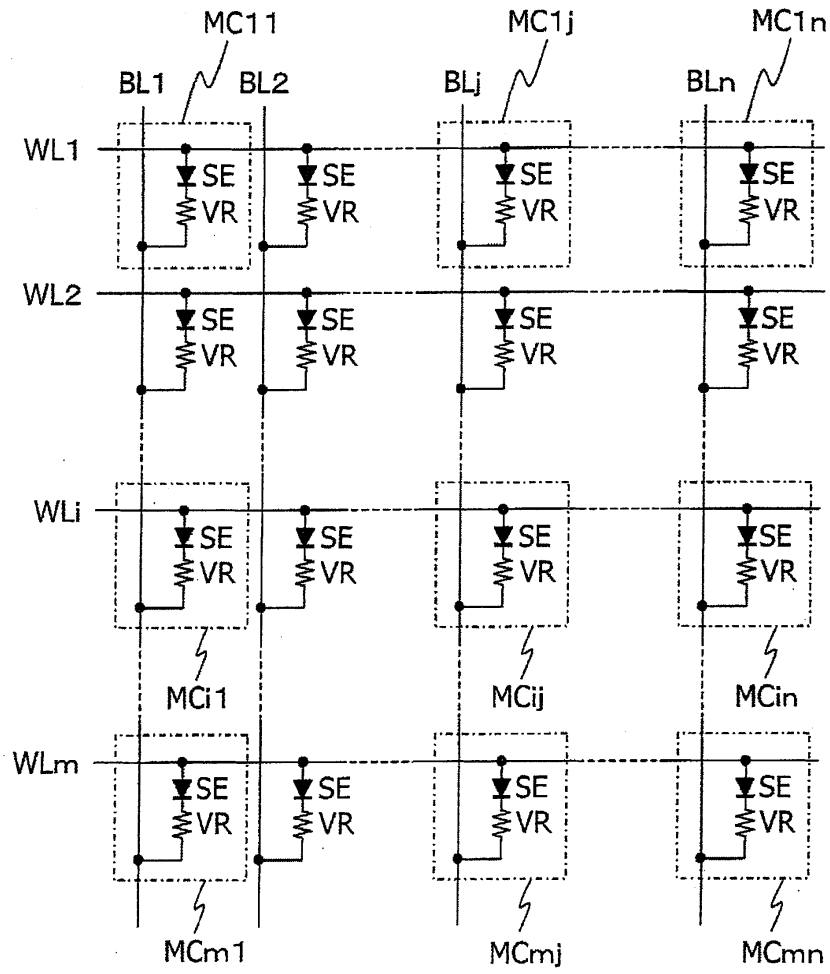 MC11 MC1j MC1n
BL1 BL2 BLj BLn
WL1
SE SE SE SE
VR VR VR VR
WL2
SE SE SE SE
VR VR VR VR
WLi
SE SE SE SE
VR VR VR VR
MCi1 MCij MCin
WLm
SE SE SE SE
VR VR VR VR
MCm1 MCmj MCmn